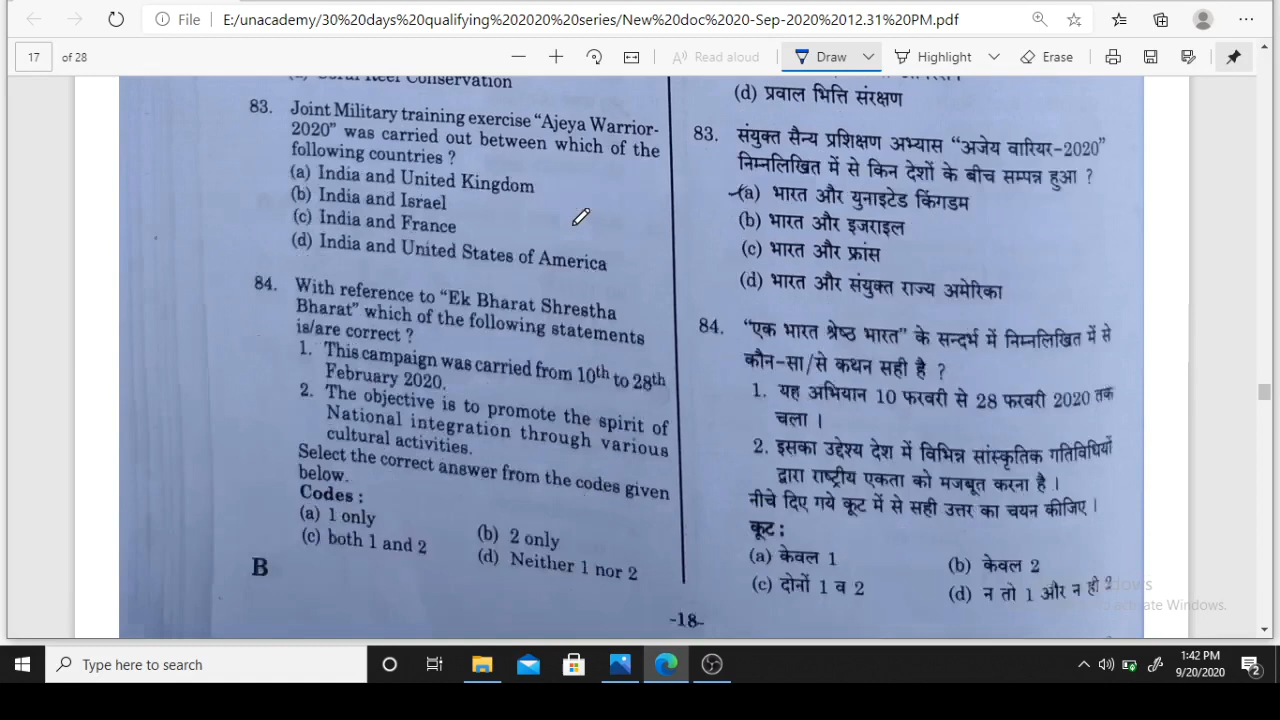 File
E:/unacademy/30%20days%20qualifying%202020%20series/New%20doc%2020-Sep-2020%2012.31%20PM.pdf
17 of 28
Read aloud
Draw
Highlight
Erase
Coral Reef Conservation
83. Joint Military training exercise “Ajeya Warrior-
2020” was carried out between which of the
following countries ?
(a) India and United Kingdom
(b) India and Israel
(c) India and France
(d) India and United States of America
84. With reference to “Ek Bharat Shrestha
Bharat” which of the following statements
is/are correct ?
1. This campaign was carried from 10th to 28th
February 2020.
2. The objective is to promote the spirit of
National integration through various
cultural activities.
Select the correct answer from the codes given
below.
Codes :
(a) 1 only
(b) 2 only
(c) both 1 and 2
(d) Neither 1 nor 2
B
(d) प्रवाल भित्ति संरक्षण
83. संयुक्त सैन्य प्रशिक्षण अभ्यास “अजेय वारियर-2020”
निम्नलिखित में से किन देशों के बीच सम्पन्न हुआ ?
(a) भारत और युनाइटेड किंगडम
(b) भारत और इजराइल
(c) भारत और फ्रांस
(d) भारत और संयुक्त राज्य अमेरिका
84. “एक भारत श्रेष्ठ भारत” के सन्दर्भ में निम्नलिखित में से
कौन-सा/से कथन सही है ?
1. यह अभियान 10 फरवरी से 28 फरवरी 2020 तक
चला ।
2. इसका उद्देश्य देश में विभिन्न सांस्कृतिक गतिविधियों
द्वारा राष्ट्रीय एकता को मजबूत करना है ।
नीचे दिए गये कूट में से सही उत्तर का चयन कीजिए ।
कूट :
(a) केवल 1
(b) केवल 2
(c) दोनों 1 व 2
(d) न तो 1 और न ही 2
-18-
Type here to search
1:42 PM
9/20/2020
2